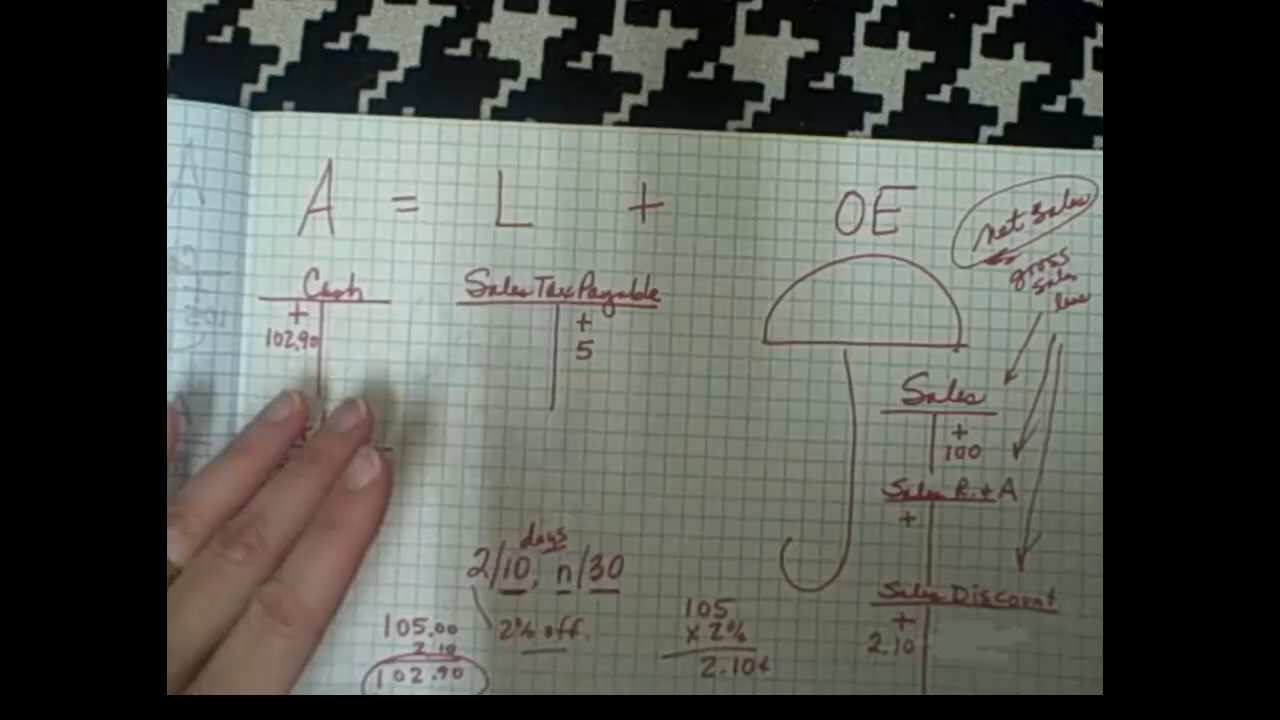 A = L + OE
net Sales
gross
Sales
less
Cash
+
102.90
Sales Tax Payable
+
5
Sales
+
100
Sales R.+A
+
Sales Discount
+
2.10
days
2/10, n/30
2% off.
105.00
2.10
102.90
105
x 2%
2.10¢